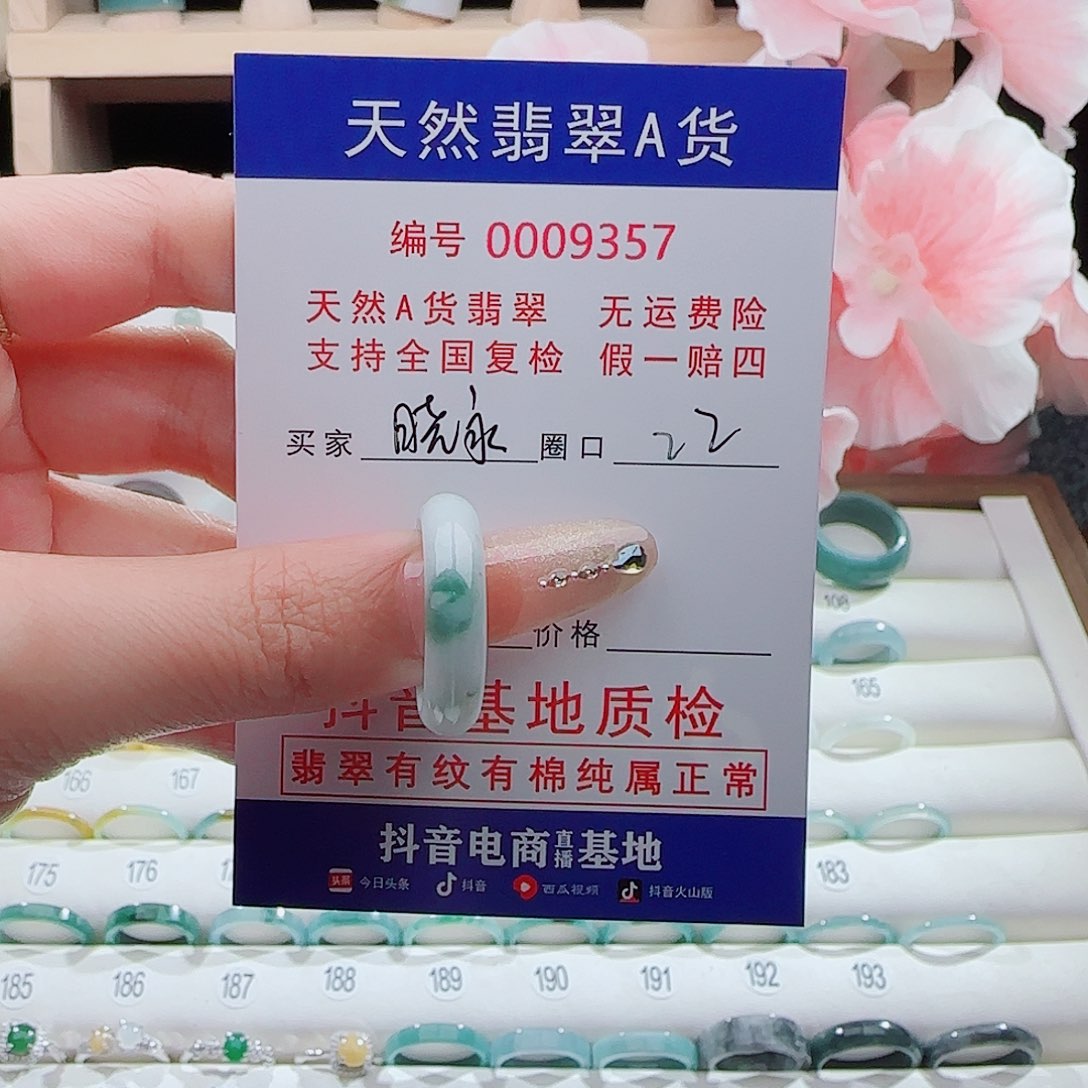 天然翡翠A货
编号 0009357
天然A货翡翠 无运费险
支持全国复检 假一赔四
买家 晓永 圈口 22
价格
抖音基地质检
翡翠有纹有棉纯属正常
抖音电商直播基地
头条 今日头条 抖音 西瓜视频 抖音火山版
108
165
166 167
175 176 183
185 186 187 188 189 190 191 192 193